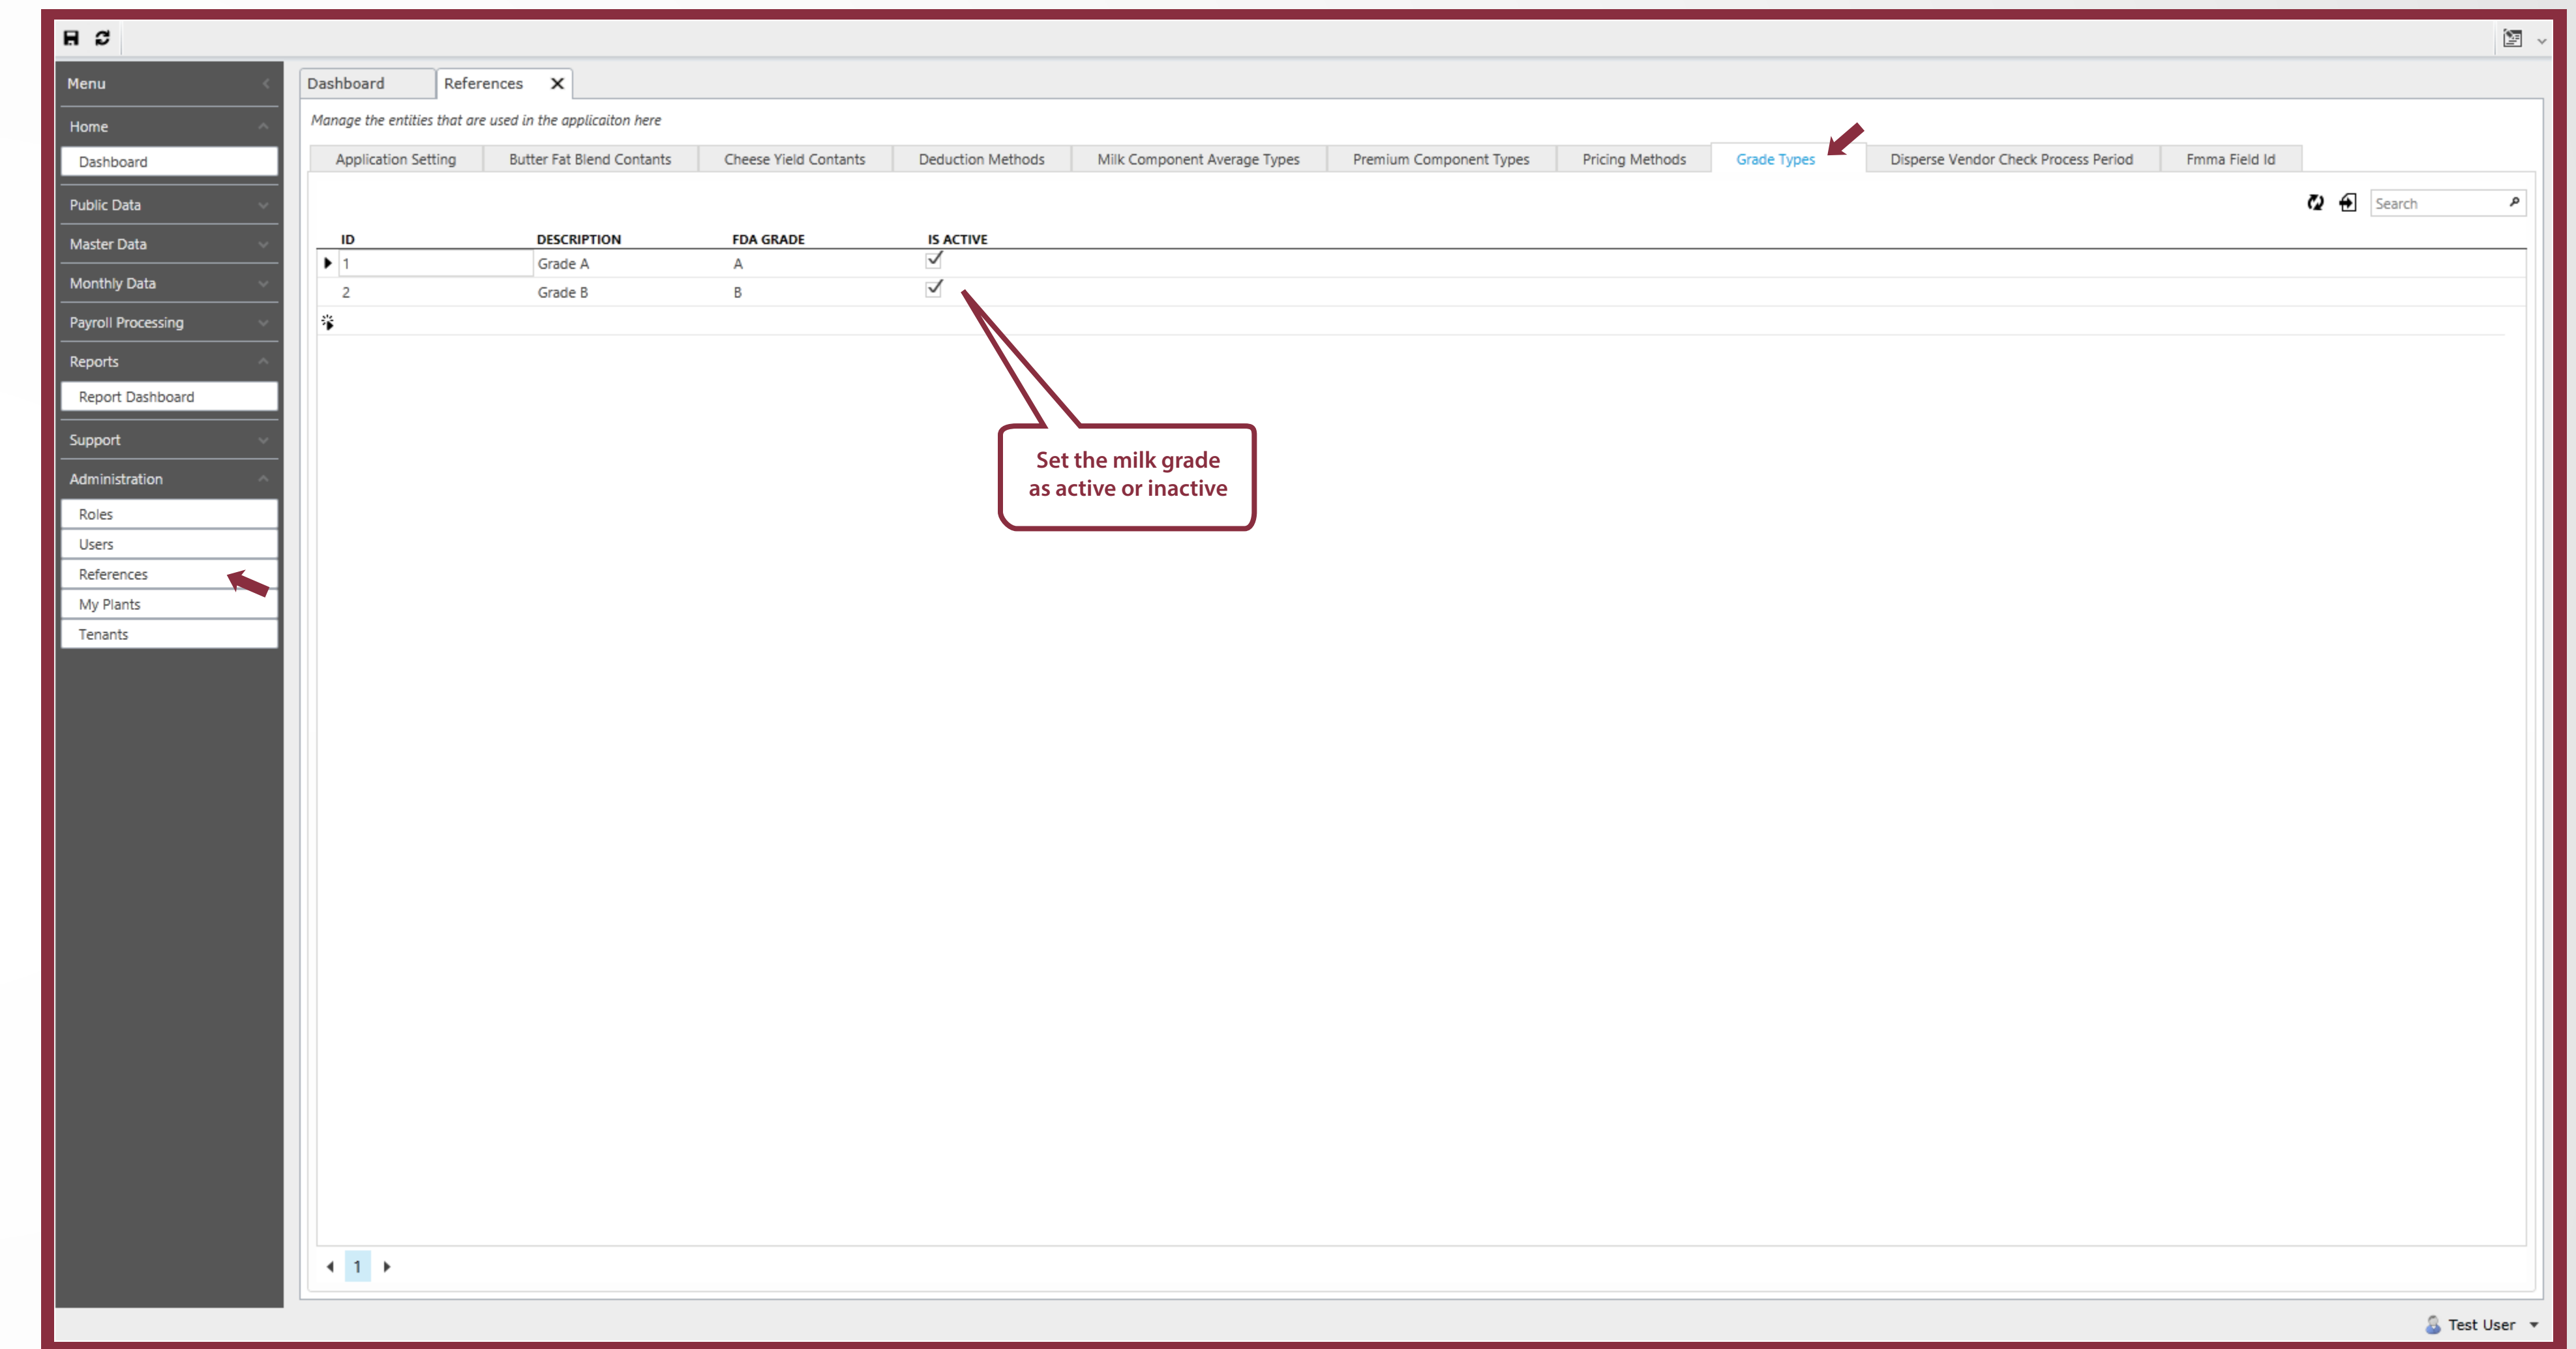 Menu
Home
Dashboard
Public Data
Master Data
Monthly Data
Payroll Processing
Reports
Report Dashboard
Support
Administration
Roles
Users
References
My Plants
Tenants
Dashboard References
Manage the entities that are used in the applicaiton here
Application Setting Butter Fat Blend Contants Cheese Yield Contants Deduction Methods Milk Component Average Types Premium Component Types Pricing Methods Grade Types Disperse Vendor Check Process Period Fmma Field Id
Search
ID DESCRIPTION FDA GRADE IS ACTIVE
1 Grade A A
2 Grade B B
Set the milk grade
as active or inactive
1
Test User